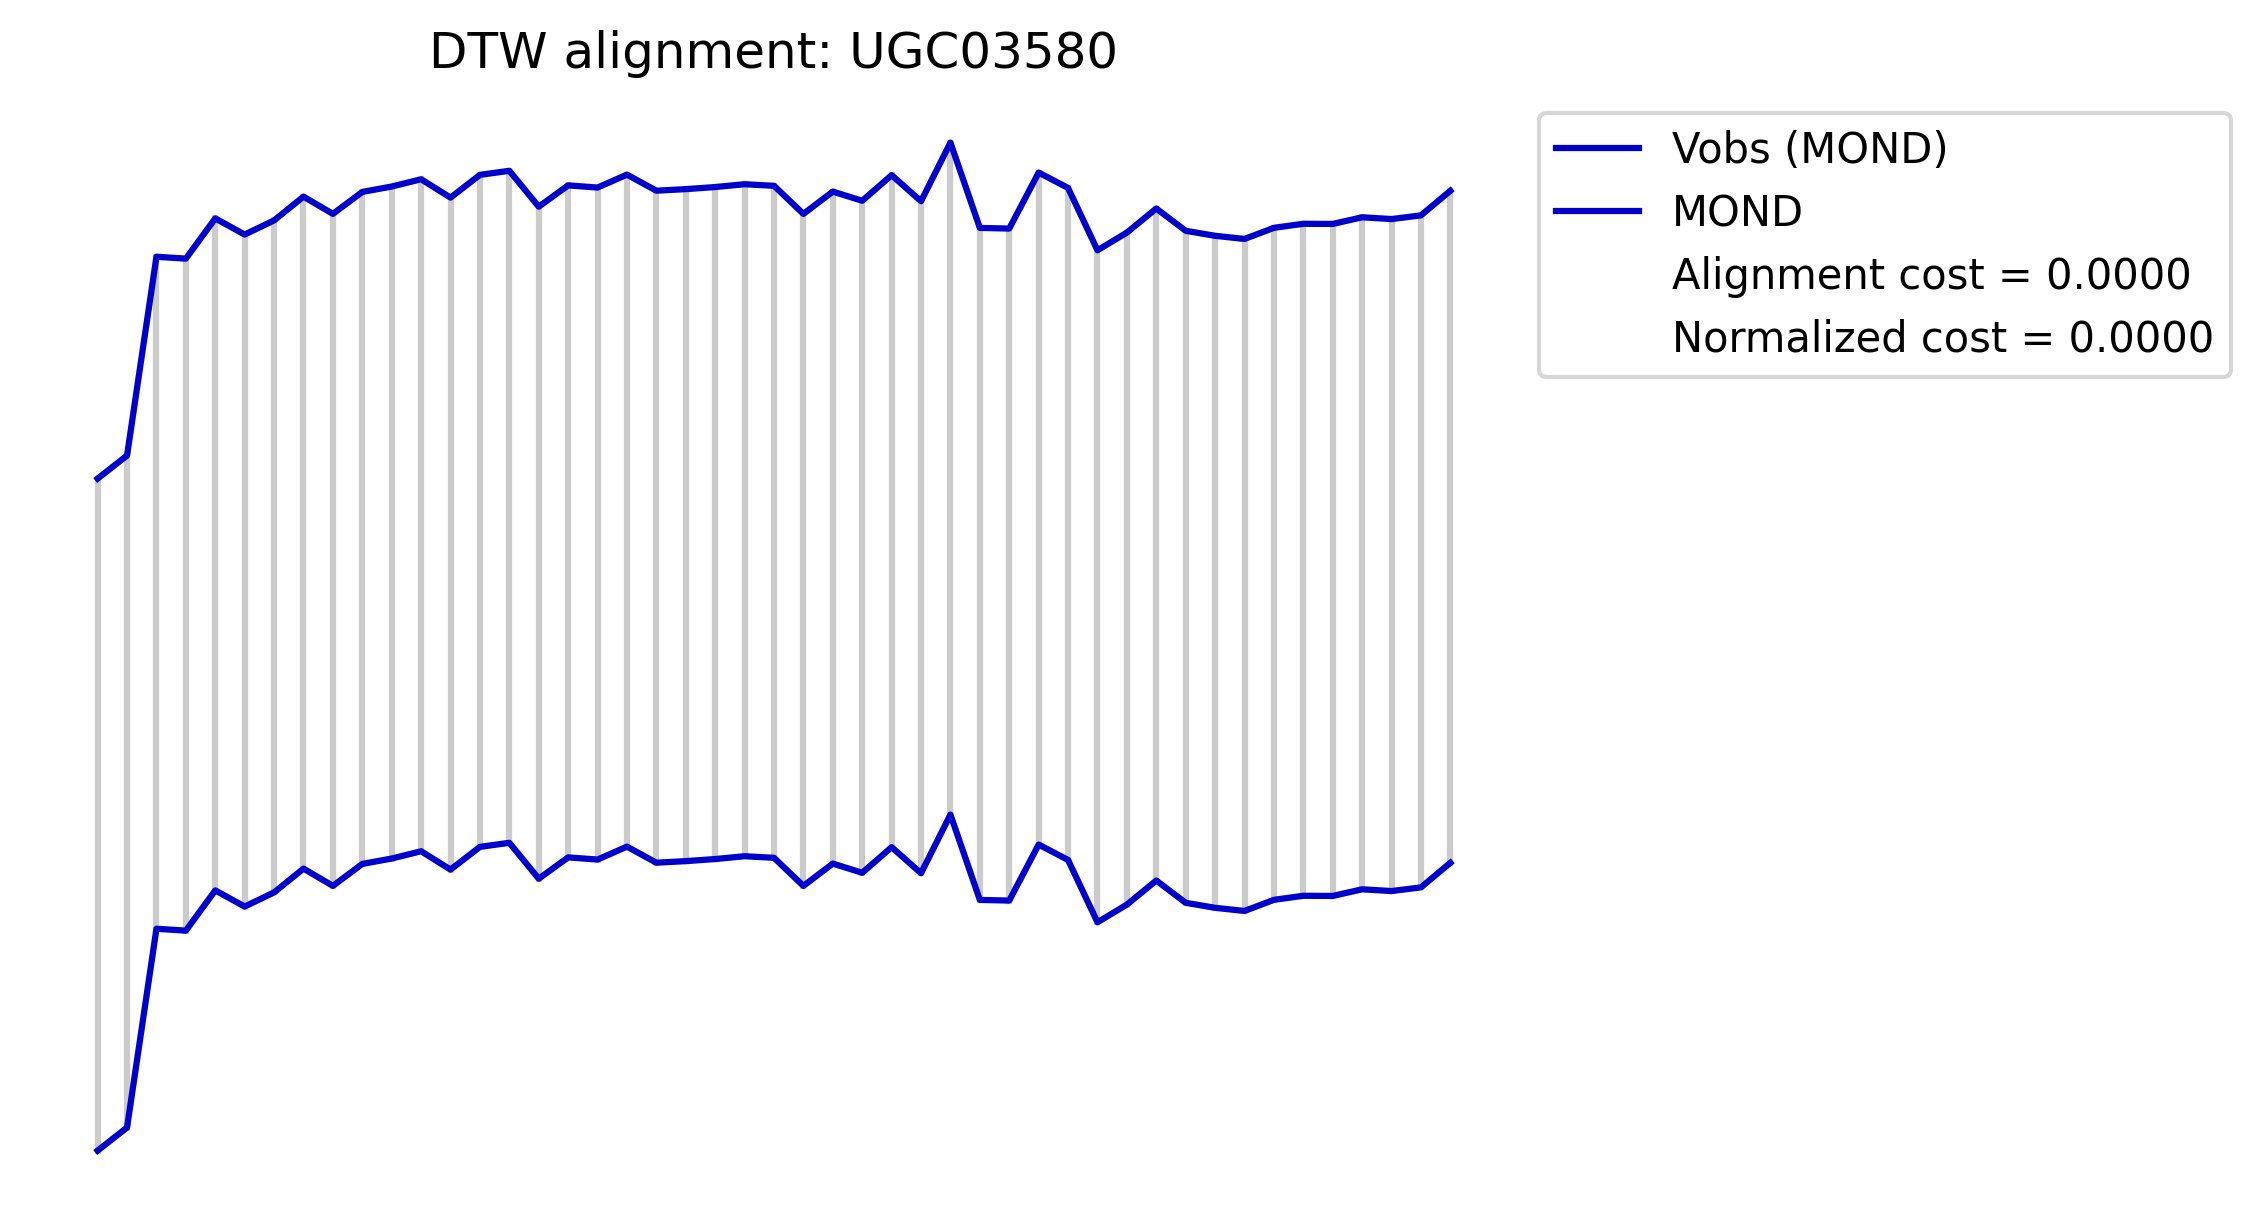 DTW alignment: UGC03580
Vobs (MOND)
MOND
Alignment cost = 0.0000
Normalized cost = 0.0000